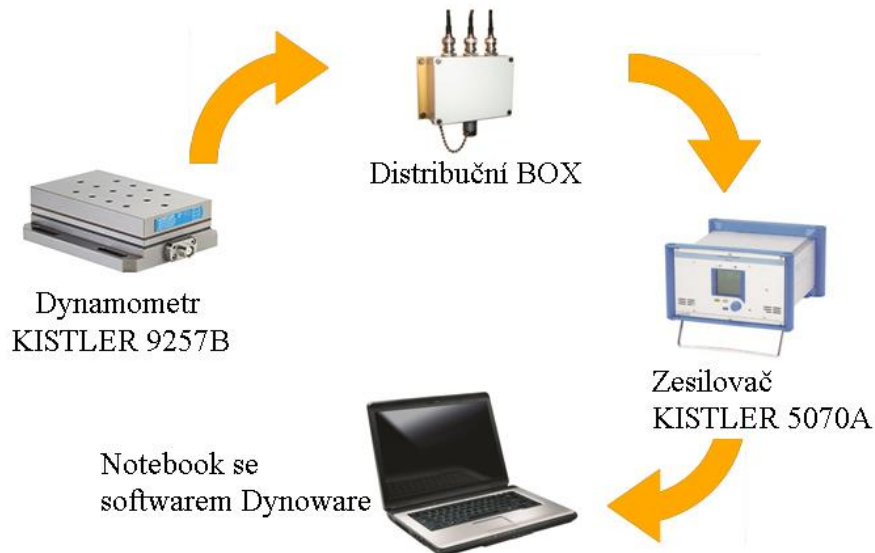 Distribuční BOX
Dynamometr
KISTLER 9257B
Zesilovač
KISTLER 5070A
Notebook se
softwarem Dynoware